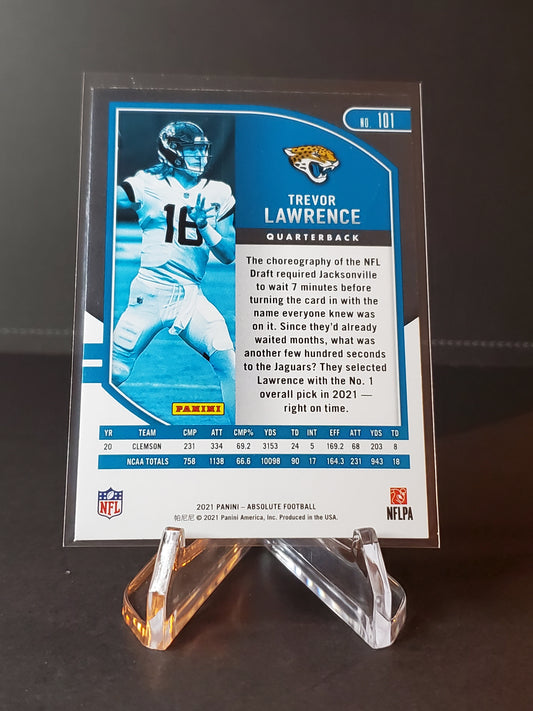 NO. 101
TREVOR
LAWRENCE
QUARTERBACK
16
The choreography of the NFL
Draft required Jacksonville
to wait 7 minutes before
turning the card in with the
name everyone knew was
on it. Since they'd already
waited months, what was
another few hundred seconds
to the Jaguars? They selected
Lawrence with the No. 1
overall pick in 2021 —
right on time.
PANINI
YR TEAM CMP ATT CMP% YDS TD INT EFF ATT YDS TD
20 CLEMSON 231 334 69.2 3153 24 5 169.2 68 203 8
NCAA TOTALS 758 1138 66.6 10098 90 17 164.3 231 943 18
NFL
2021 PANINI – ABSOLUTE FOOTBALL
帕尼尼 © 2021 Panini America, Inc. Produced in the USA.
NFLPA